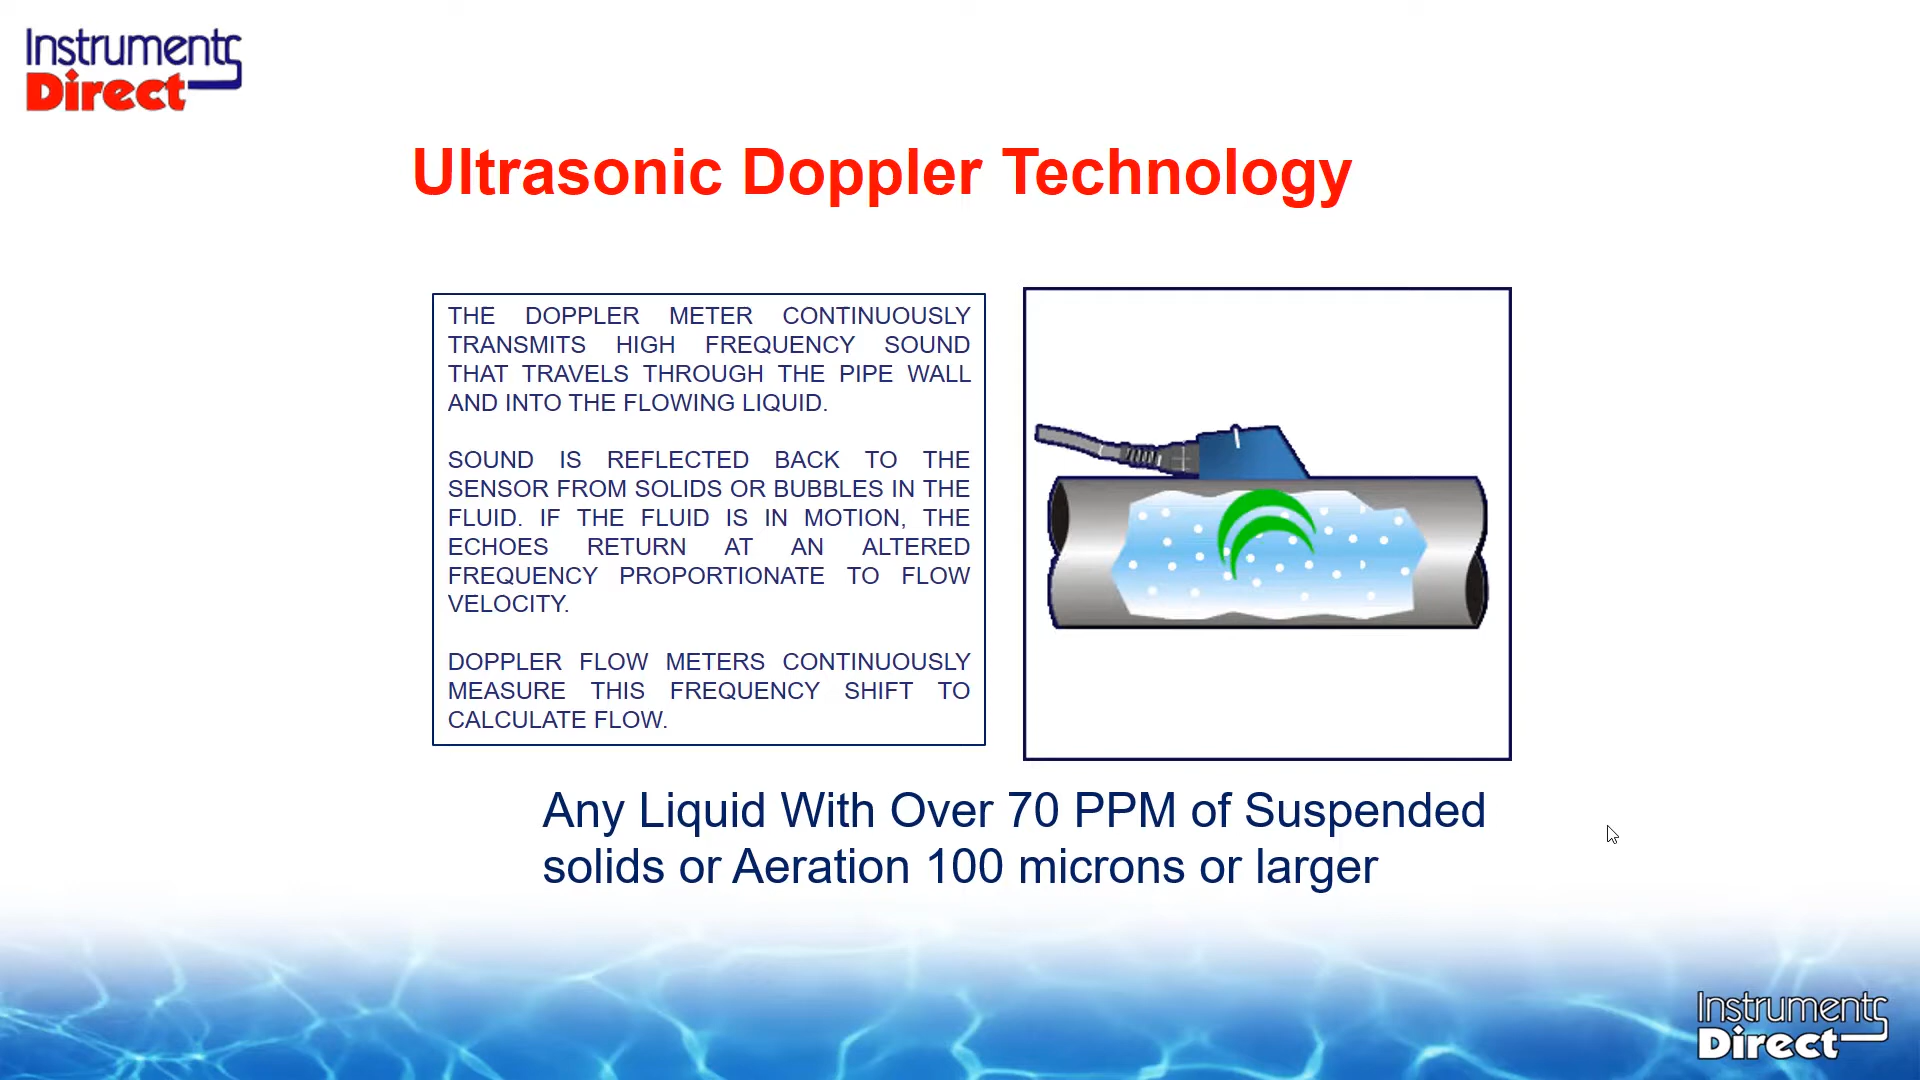 Instruments
Direct
Ultrasonic Doppler Technology
THE DOPPLER METER CONTINUOUSLY
TRANSMITS HIGH FREQUENCY SOUND
THAT TRAVELS THROUGH THE PIPE WALL
AND INTO THE FLOWING LIQUID.
SOUND IS REFLECTED BACK TO THE
SENSOR FROM SOLIDS OR BUBBLES IN THE
FLUID. IF THE FLUID IS IN MOTION, THE
ECHOES RETURN AT AN ALTERED
FREQUENCY PROPORTIONATE TO FLOW
VELOCITY.
DOPPLER FLOW METERS CONTINUOUSLY
MEASURE THIS FREQUENCY SHIFT TO
CALCULATE FLOW.
Any Liquid With Over 70 PPM of Suspended
solids or Aeration 100 microns or larger
Instruments
Direct